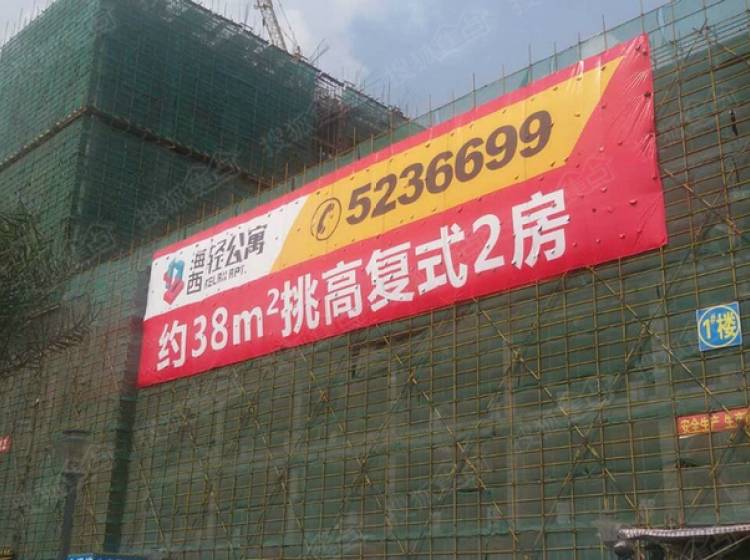 5236699
海西
轻公寓
约38m²挑高复式2房
1#楼
安全生产